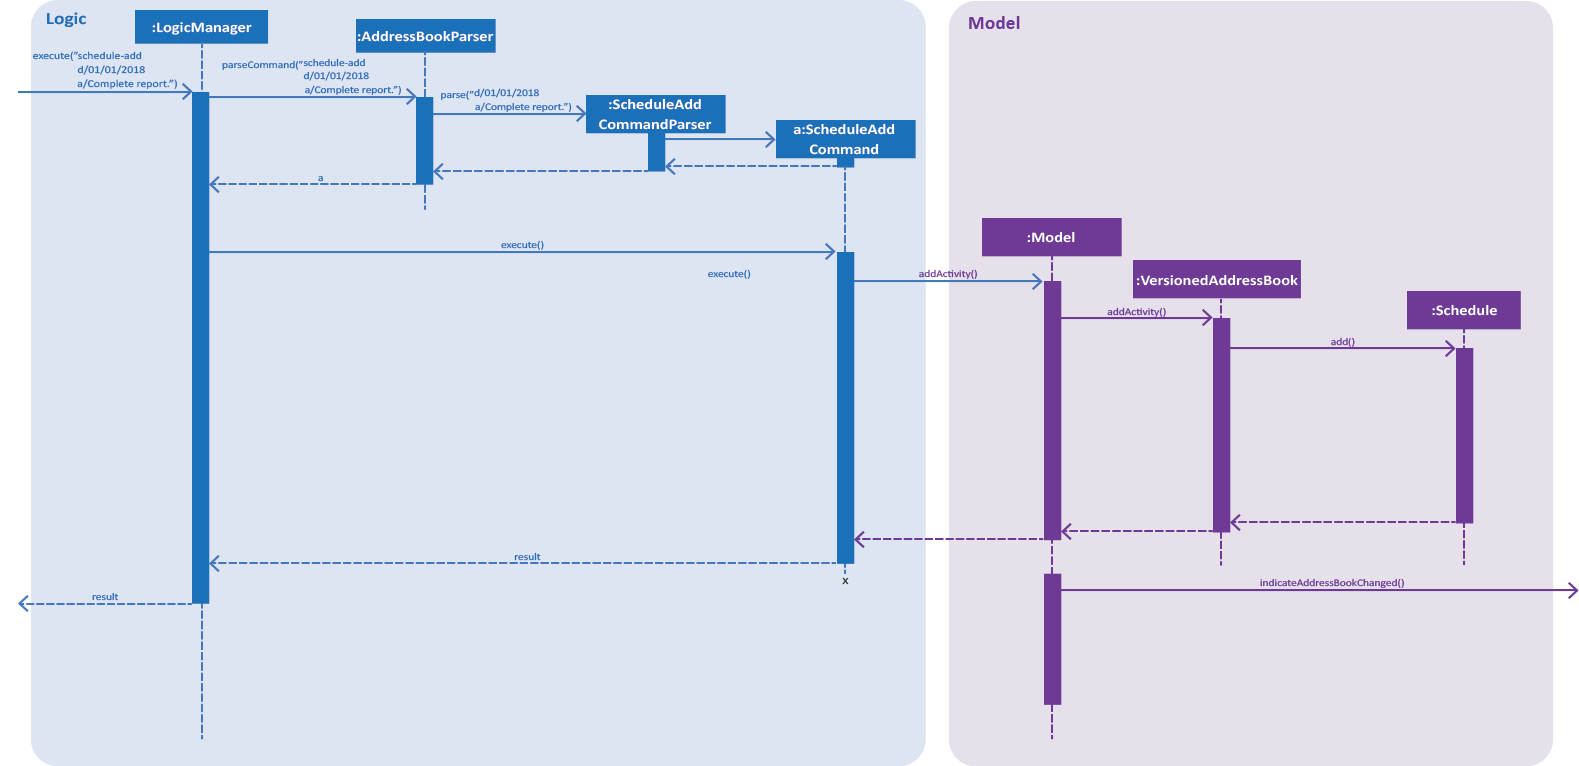 Logic
:LogicManager
:AddressBookParser
execute("schedule-add
d/01/01/2018
a/Complete report.")
parseCommand("schedule-add
d/01/01/2018
a/Complete report.")
parse("d/01/01/2018
a/Complete report.")
:ScheduleAdd
CommandParser
a:ScheduleAdd
Command
a
execute()
execute()
result
x
result
Model
:Model
:VersionedAddressBook
:Schedule
addActivity()
addActivity()
add()
indicateAddressBookChanged()